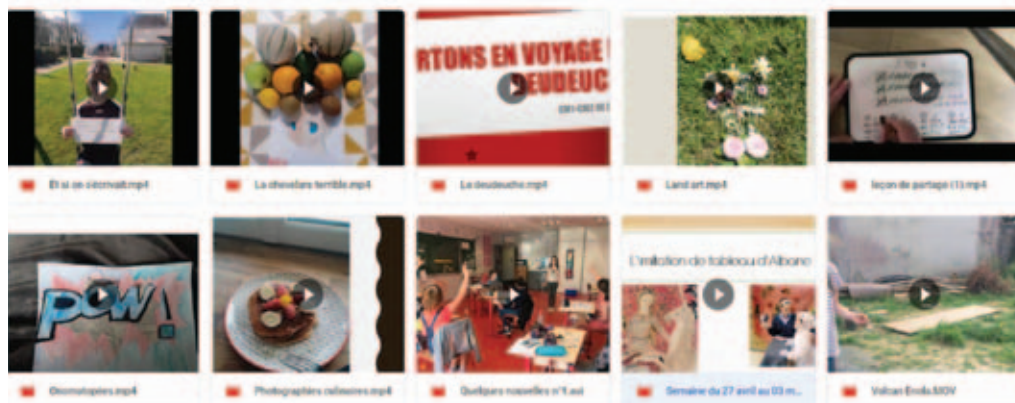 RTONS EN VOYAGE
DEUDEUC
Et si on s'écrivait.mp4
La chevelure terrible.mp4
La deudeuche.mp4
Land art.mp4
leçon de partage (1).mp4
POW!
L'imitation de tableau d'Albane
Onomatopées.mp4
Photographies culinaires.mp4
Quelques nouvelles n°1.avi
Semaine du 27 avril au 03 m...
Volcan Enola.MOV